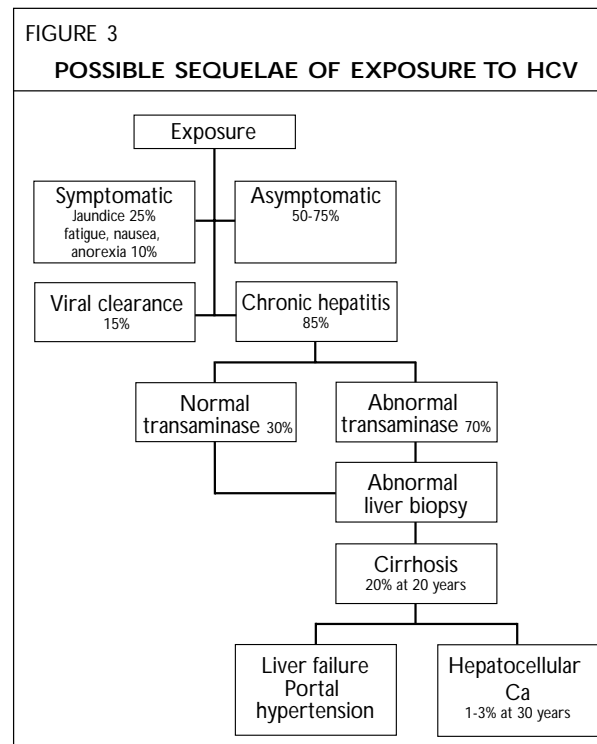 FIGURE 3
POSSIBLE SEQUELAE OF EXPOSURE TO HCV
Exposure
Symptomatic
Jaundice 25%
fatigue, nausea,
anorexia 10%
Asymptomatic
50-75%
Viral clearance
15%
Chronic hepatitis
85%
Normal
transaminase 30%
Abnormal
transaminase 70%
Abnormal
liver biopsy
Cirrhosis
20% at 20 years
Liver failure
Portal
hypertension
Hepatocellular
Ca
1-3% at 30 years